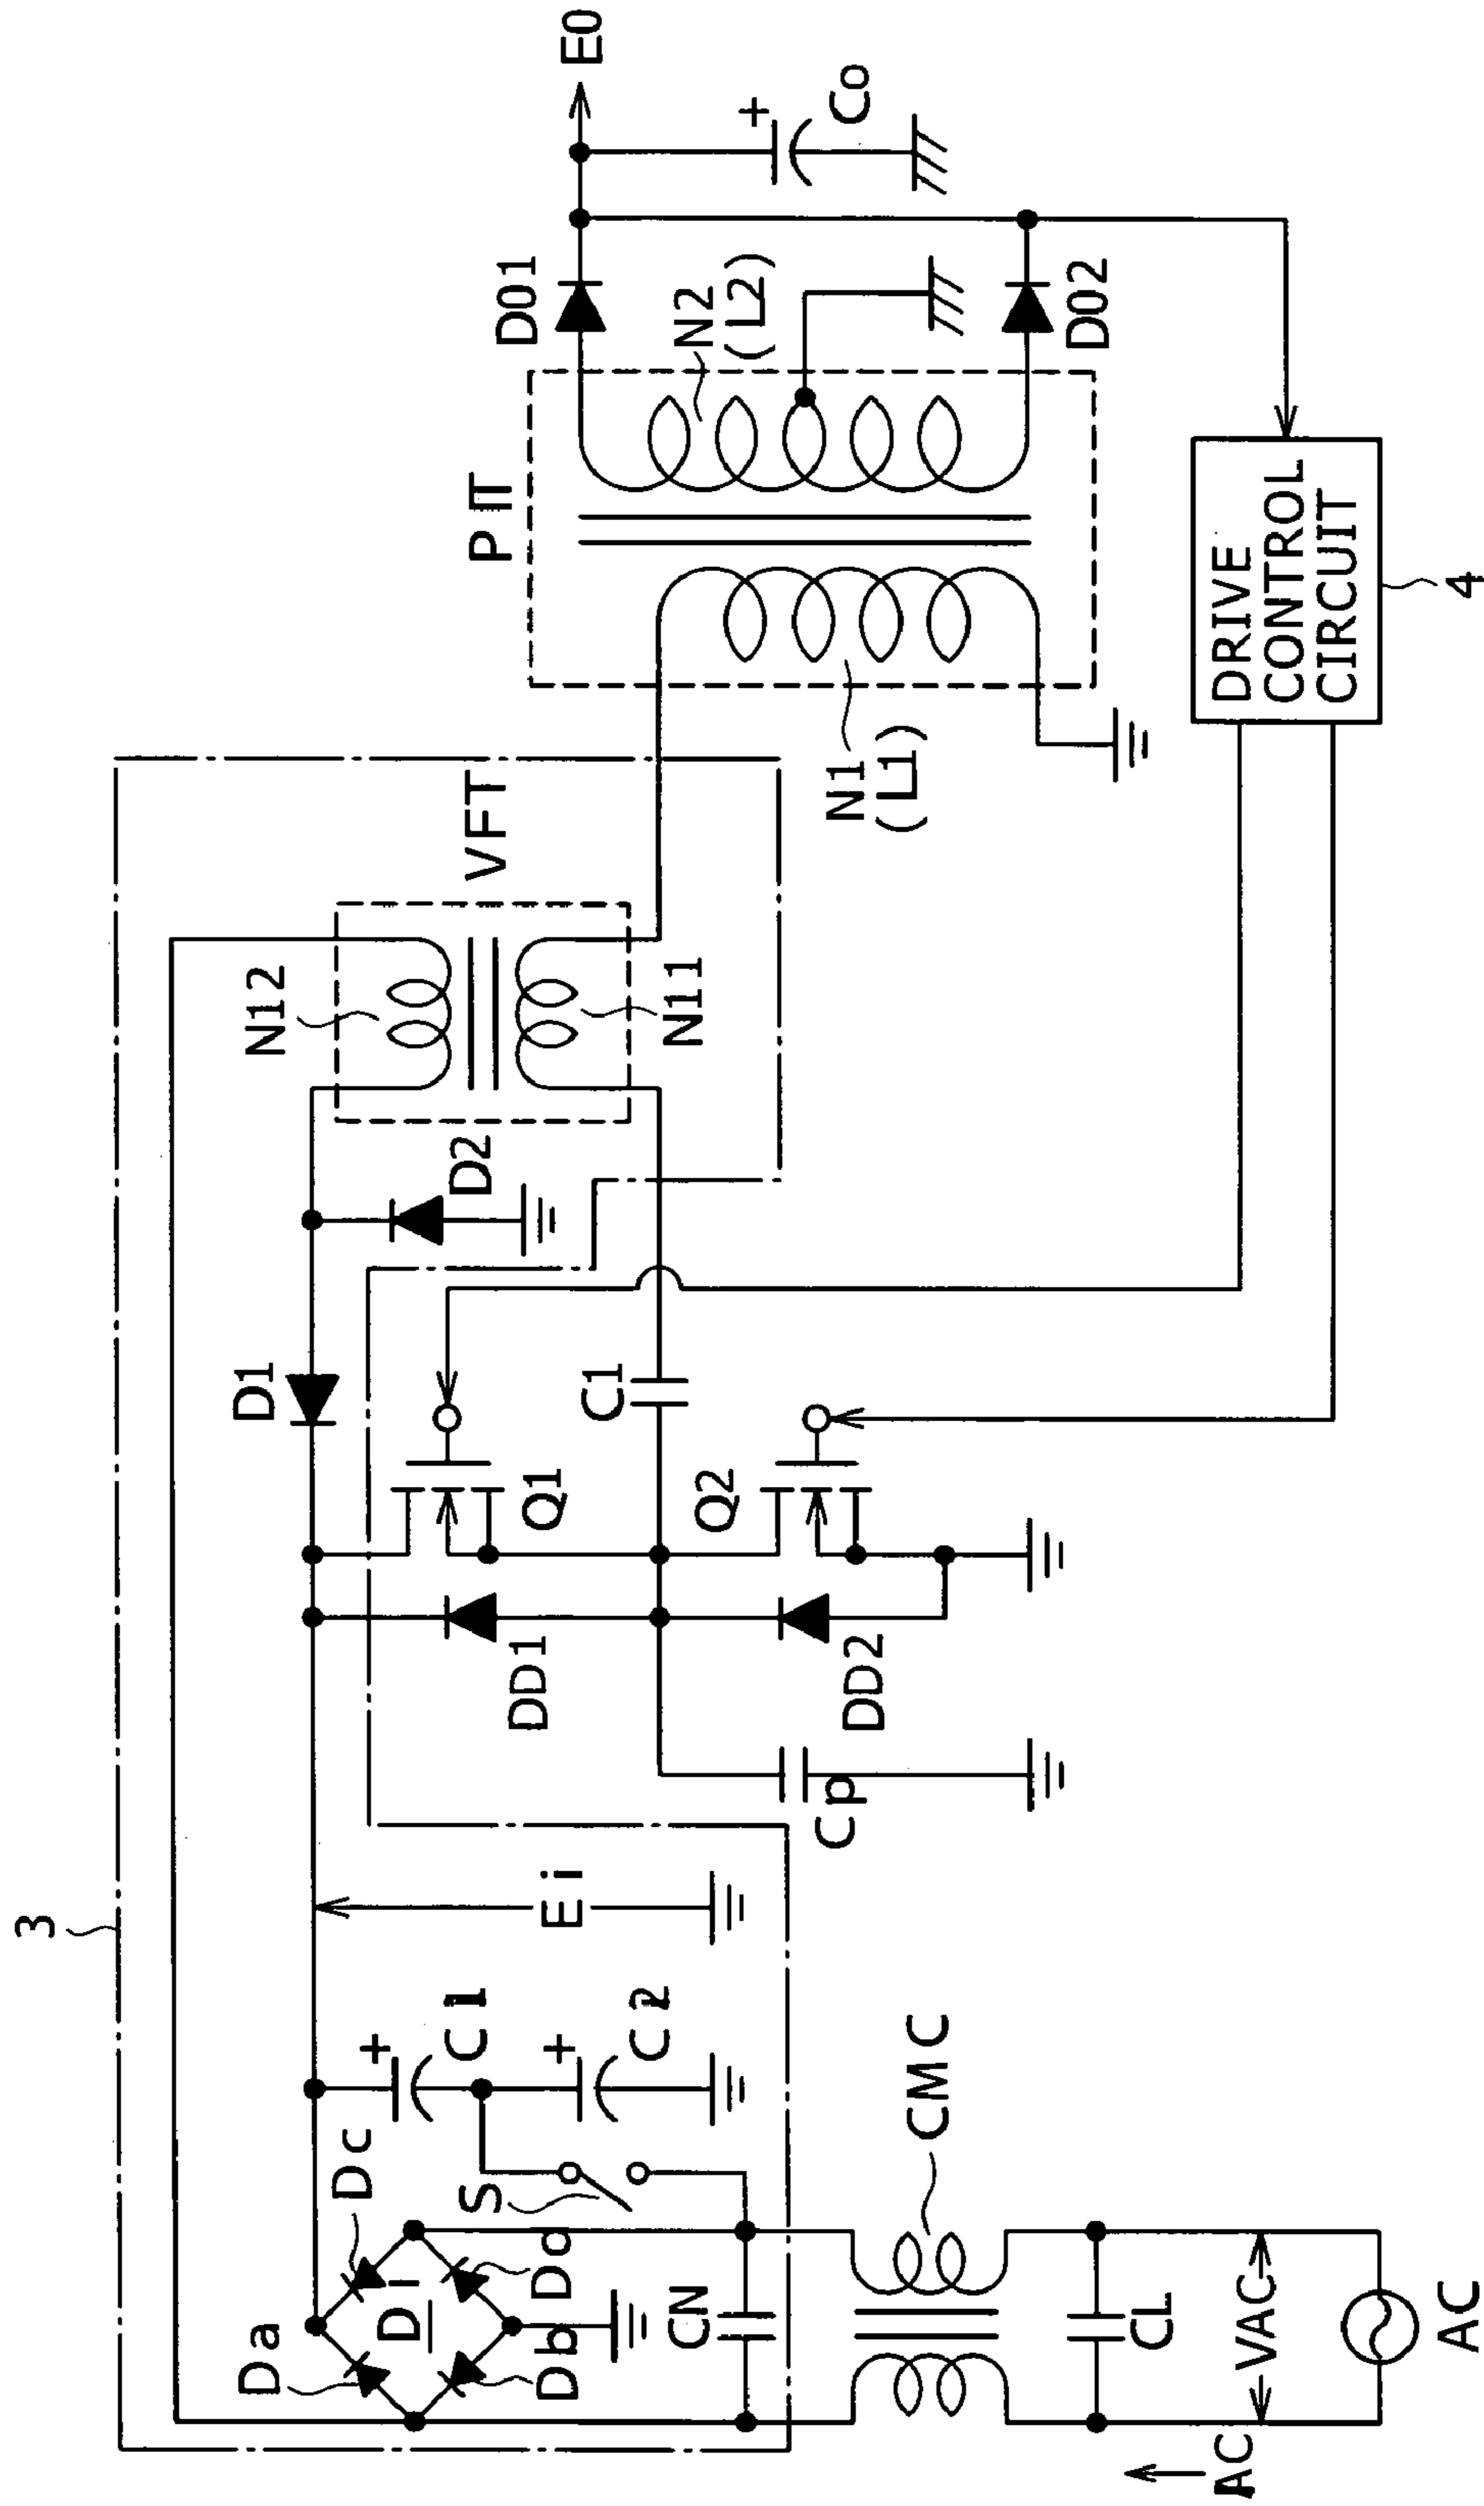 3
N12
VFT
N11
D1
D2
Q1
C1
Q2
DD1
DD2
Cp
Ei
Da
Dc
Di
Db
Dd
C1
C2
S
CN
CMC
CL
VAC
AC
AC
PIT
N1
(L1)
N2
(L2)
D01
D02
E0
Co
DRIVE
CONTROL
CIRCUIT
4
+
+
+